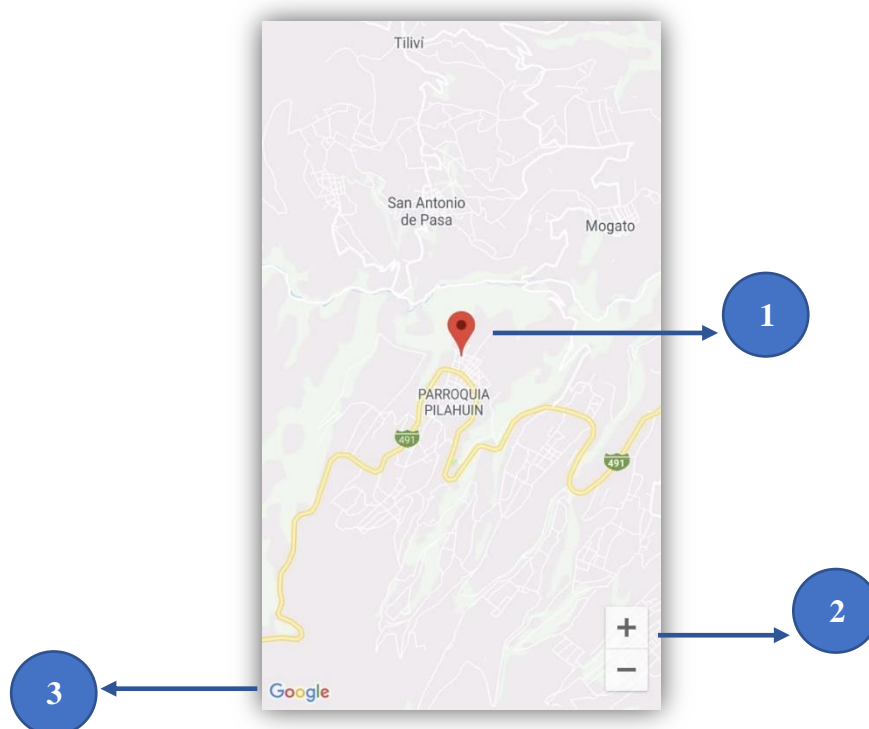 Tiliví
San Antonio
de Pasa
Mogato
1
PARROQUIA
PILAHUIN
491
491
2
+
−
3
Google